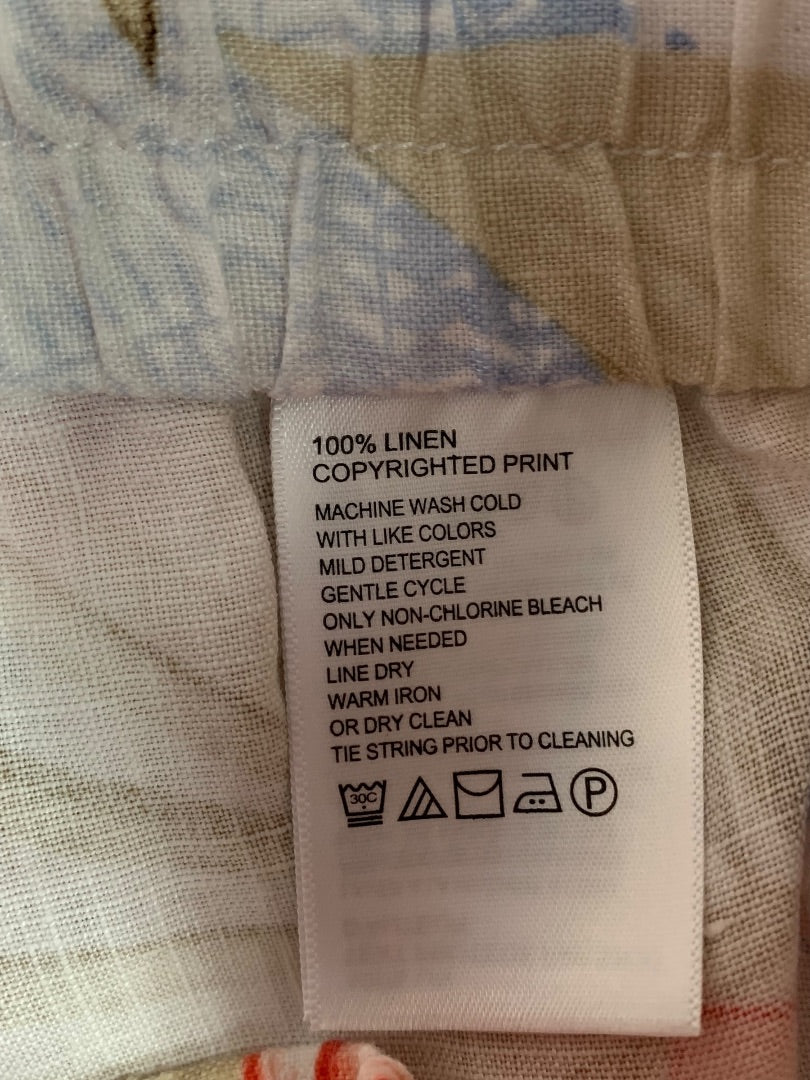 100% LINEN
COPYRIGHTED PRINT
MACHINE WASH COLD
WITH LIKE COLORS
MILD DETERGENT
GENTLE CYCLE
ONLY NON-CHLORINE BLEACH
WHEN NEEDED
LINE DRY
WARM IRON
OR DRY CLEAN
TIE STRING PRIOR TO CLEANING
30C P